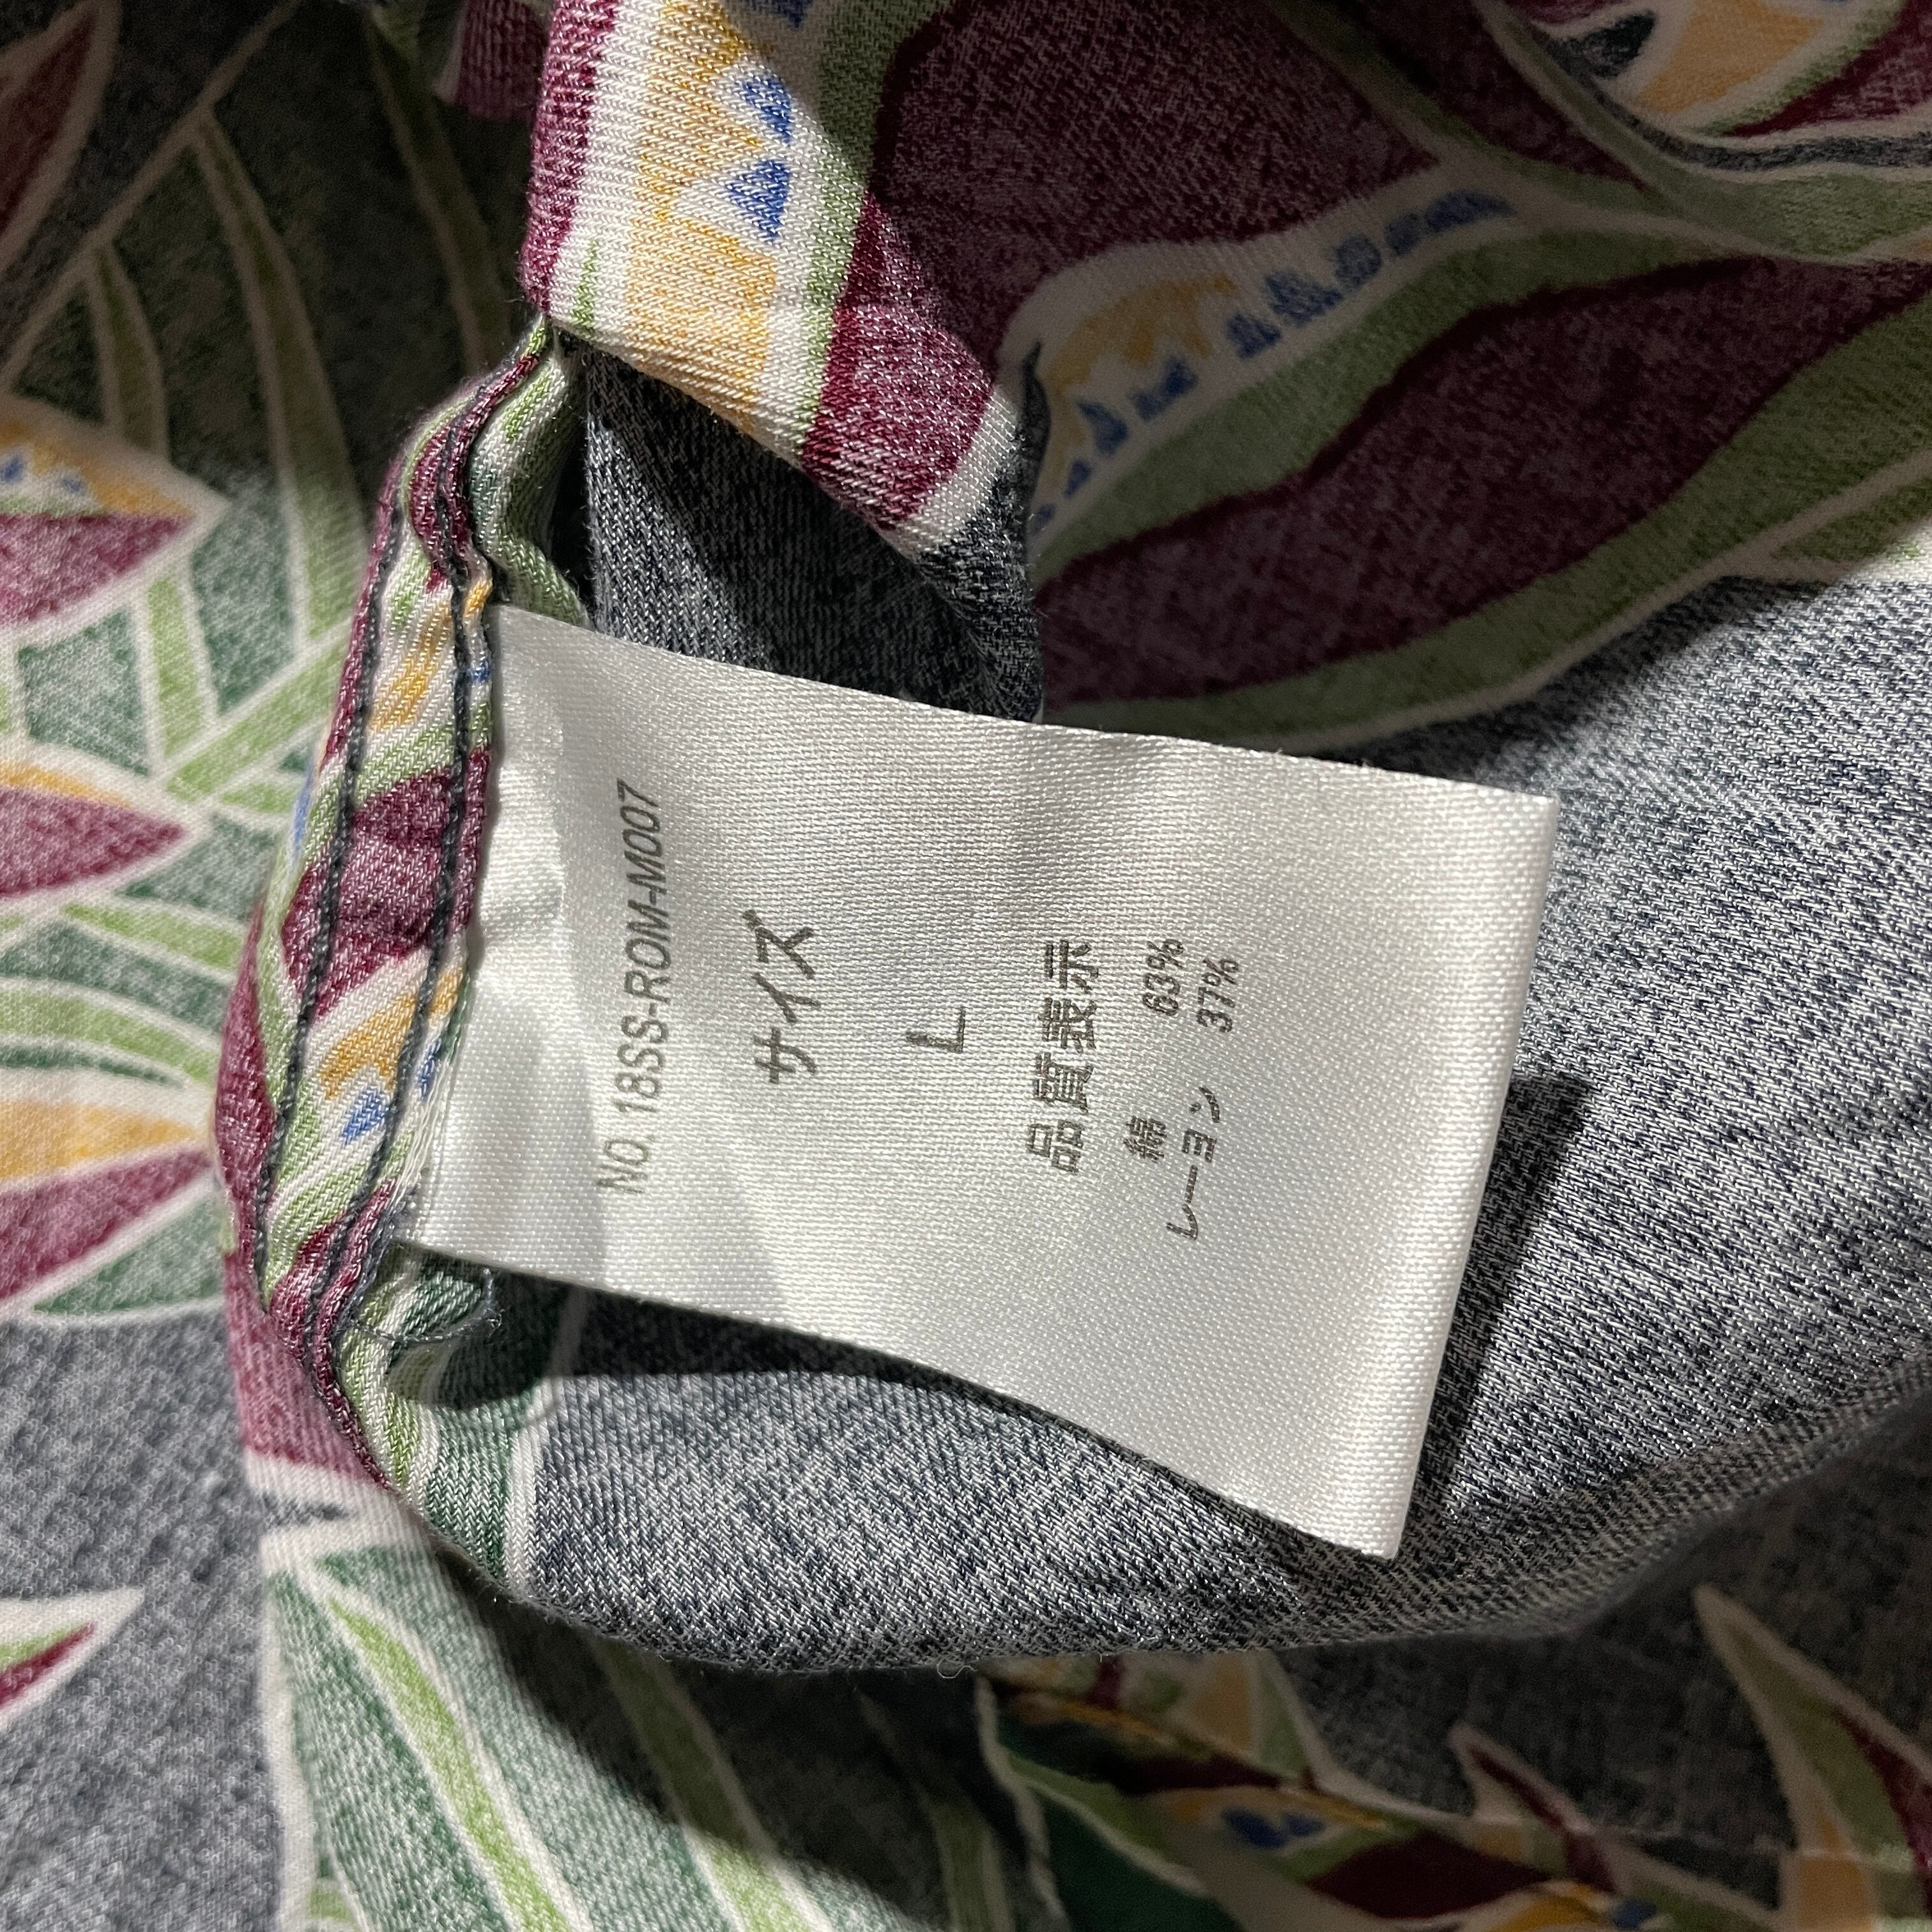 NO.18SS-ROM-M007
サイズ
L
品質表示
綿 63%
レーヨン 37%